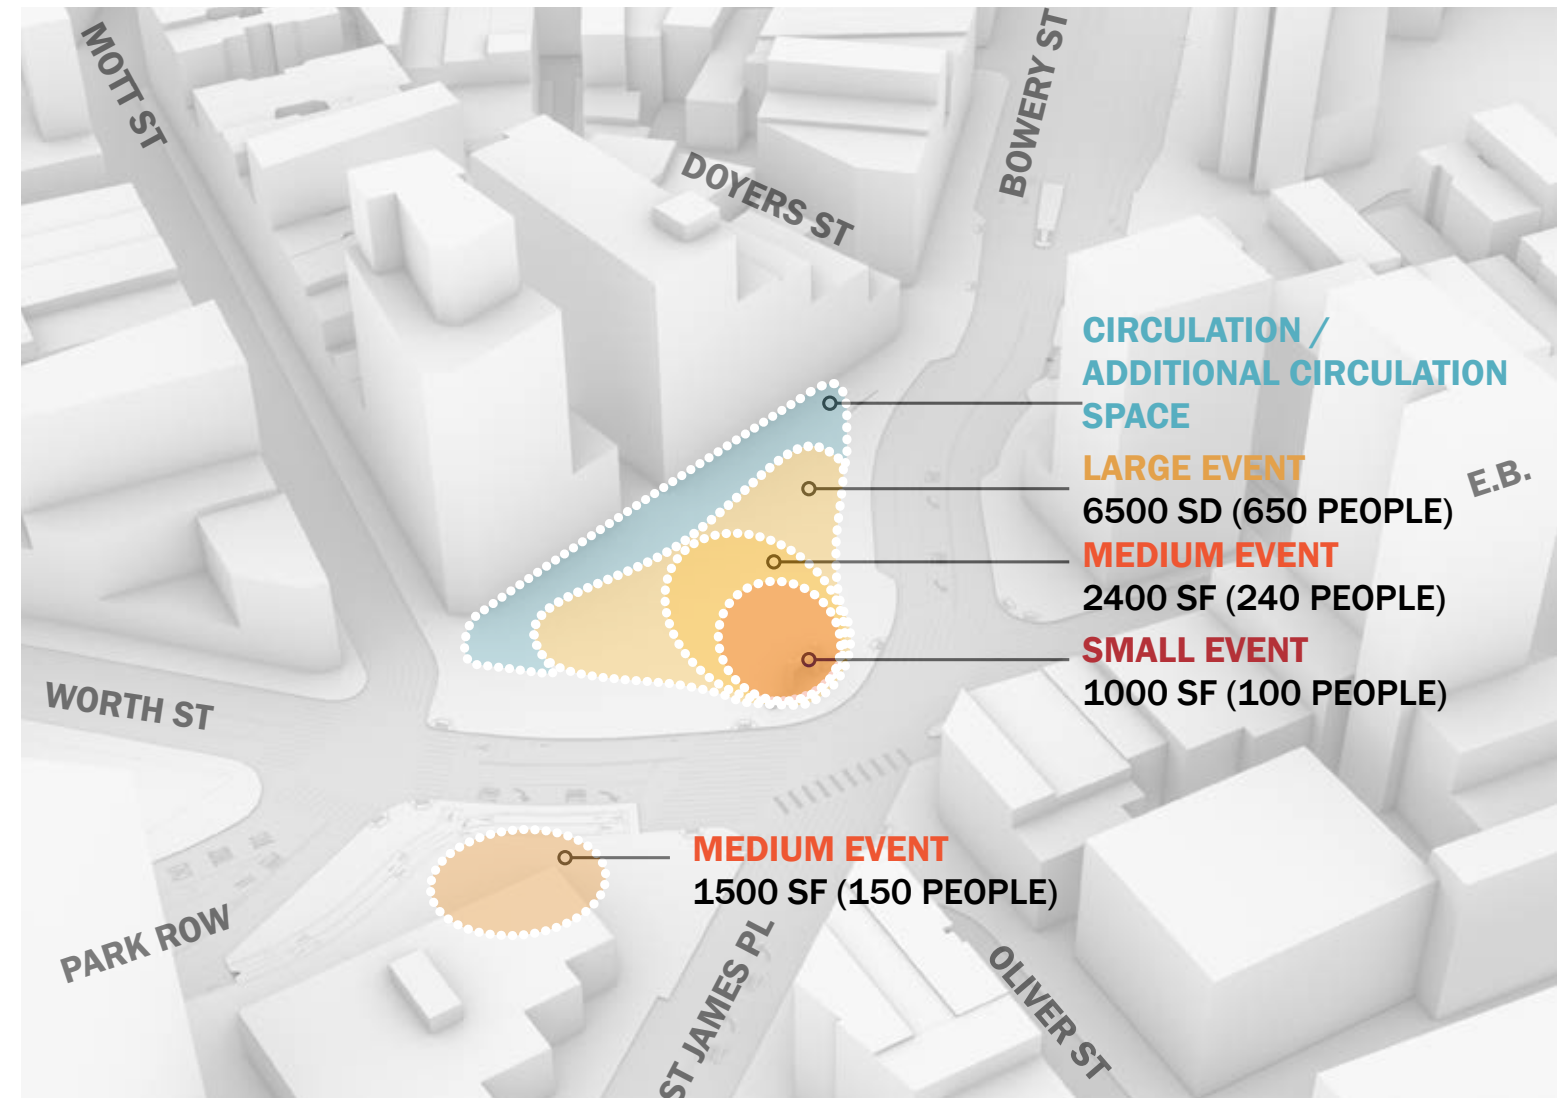 MOTT ST
BOWERY ST
DOYERS ST
CIRCULATION /
ADDITIONAL CIRCULATION
SPACE
LARGE EVENT
6500 SD (650 PEOPLE)
E.B.
MEDIUM EVENT
2400 SF (240 PEOPLE)
SMALL EVENT
1000 SF (100 PEOPLE)
WORTH ST
MEDIUM EVENT
1500 SF (150 PEOPLE)
PARK ROW
ST JAMES PL
OLIVER ST